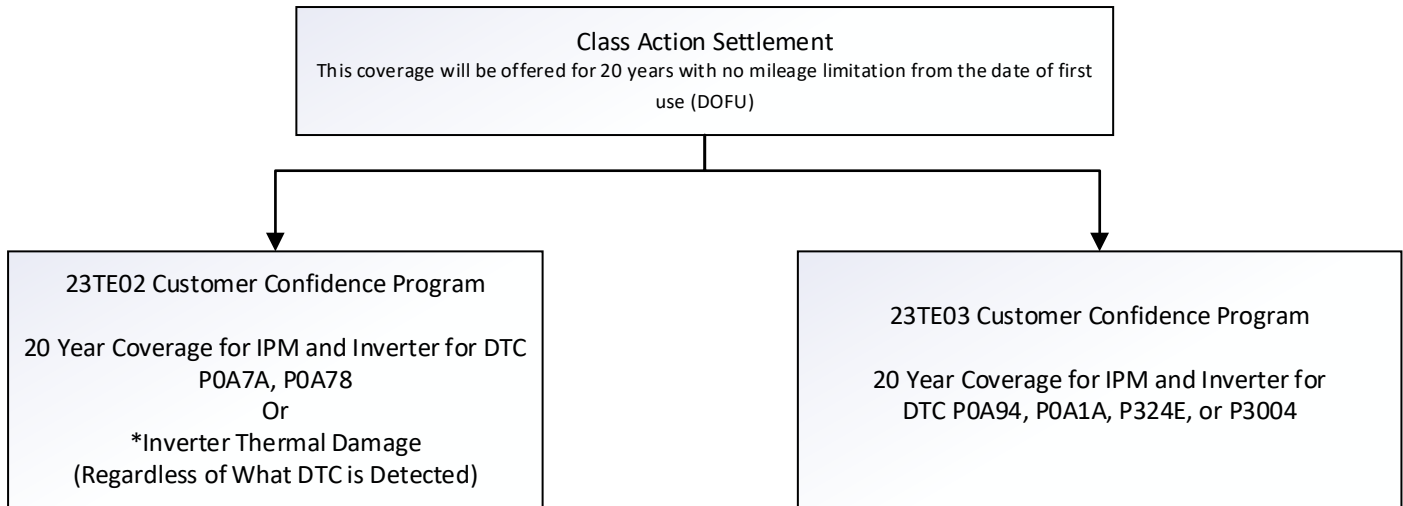 Class Action Settlement
This coverage will be offered for 20 years with no mileage limitation from the date of first
use (DOFU)
23TE02 Customer Confidence Program
20 Year Coverage for IPM and Inverter for DTC
P0A7A, P0A78
Or
*Inverter Thermal Damage
(Regardless of What DTC is Detected)
23TE03 Customer Confidence Program
20 Year Coverage for IPM and Inverter for
DTC P0A94, P0A1A, P324E, or P3004